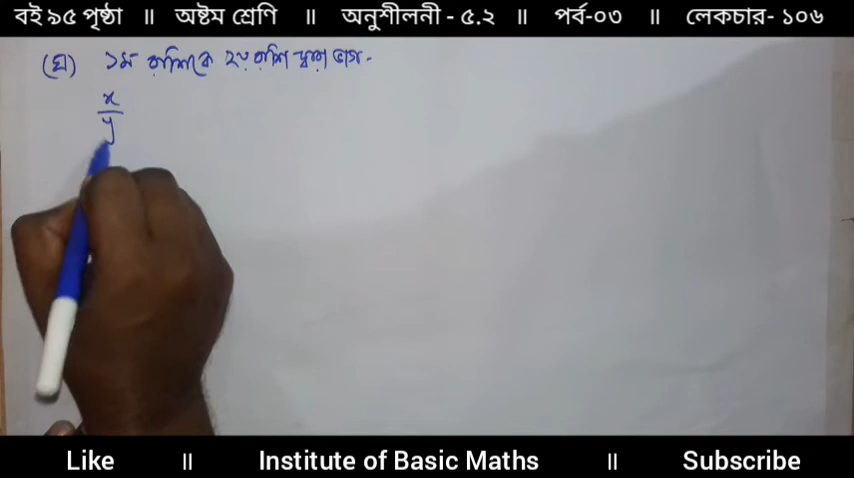 বই ৯৫ পৃষ্ঠা ॥ অষ্টম শ্রেণি ॥ অনুশীলনী - ৫.২ ॥ পর্ব-০৩ ॥ লেকচার- ১০৬
(ঘ) ১ম রাশিকে ২য় রাশি দ্বারা ভাগ -
x
y
Like ॥ Institute of Basic Maths ॥ Subscribe